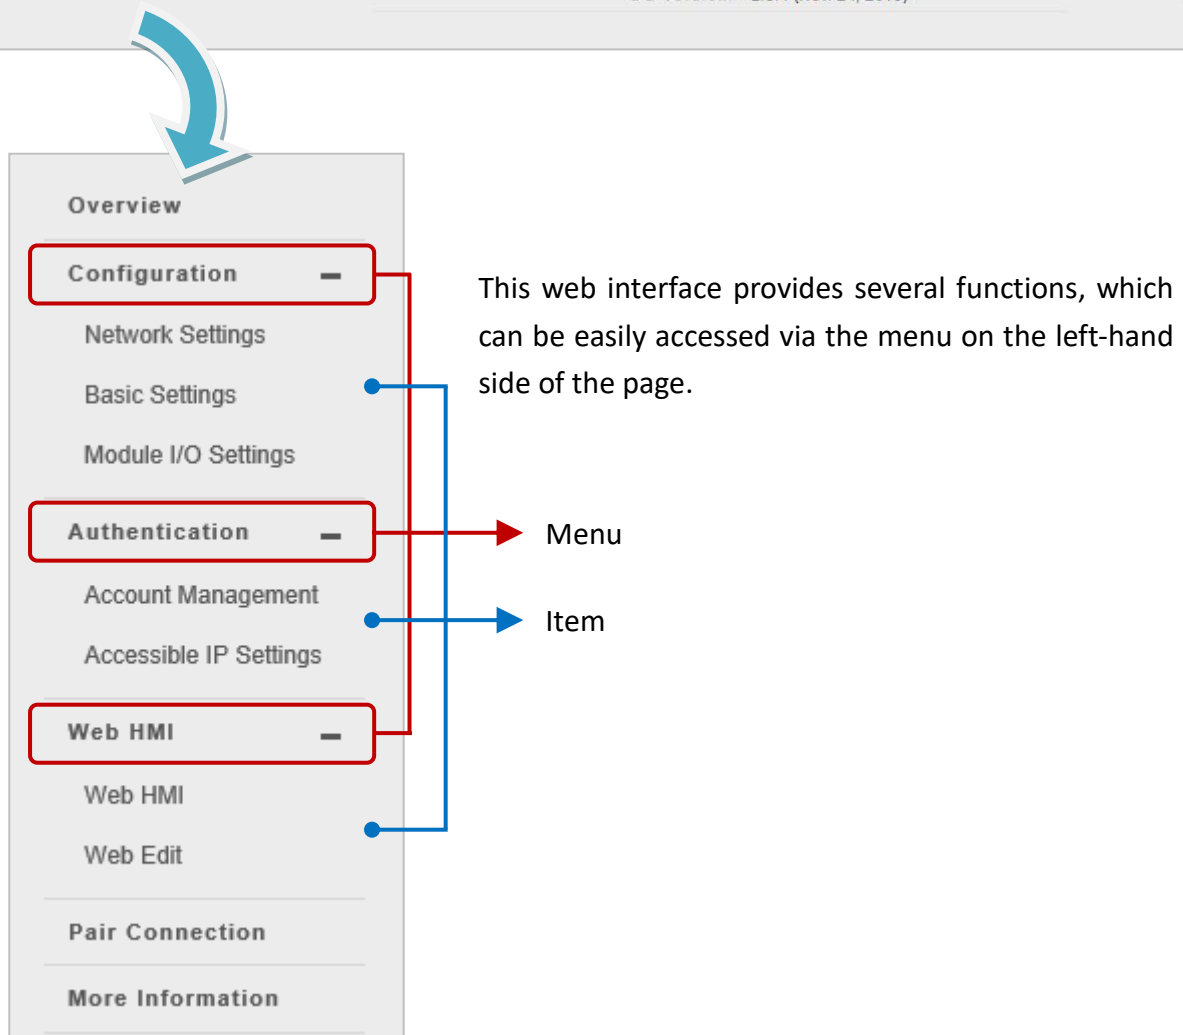 Overview
Configuration
Network Settings
Basic Settings
Module I/O Settings
Authentication
Account Management
Accessible IP Settings
Web HMI
Web HMI
Web Edit
Pair Connection
More Information
This web interface provides several functions, which
can be easily accessed via the menu on the left-hand
side of the page.
Menu
Item